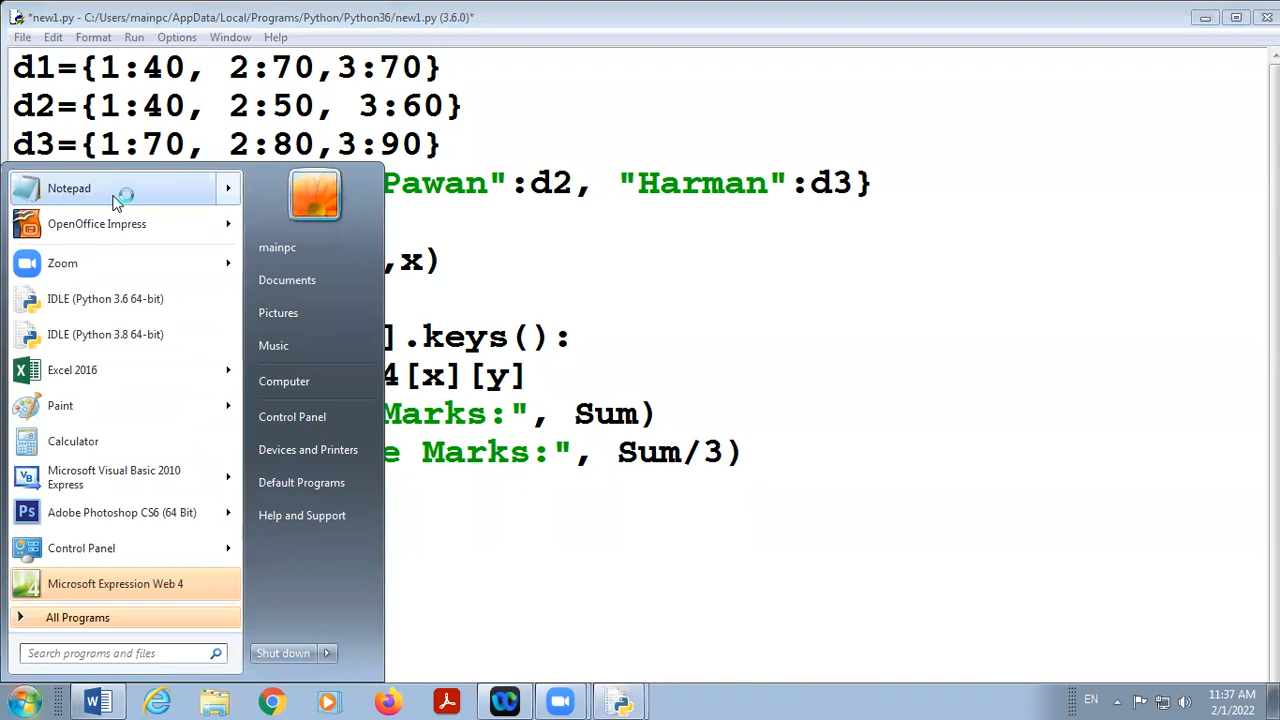 *new1.py - C:/Users/mainpc/AppData/Local/Programs/Python/Python36/new1.py (3.6.0)*
File Edit Format Run Options Window Help
d1={1:40, 2:70,3:70}
d2={1:40, 2:50, 3:60}
d3={1:70, 2:80,3:90}
Pawan":d2, "Harman":d3}
,x)
].keys():
4[x][y]
Marks:", Sum)
e Marks:", Sum/3)
Notepad
OpenOffice Impress
Zoom
IDLE (Python 3.6 64-bit)
IDLE (Python 3.8 64-bit)
Excel 2016
Paint
Calculator
Microsoft Visual Basic 2010
Express
Adobe Photoshop CS6 (64 Bit)
Control Panel
Microsoft Expression Web 4
All Programs
Search programs and files
mainpc
Documents
Pictures
Music
Computer
Control Panel
Devices and Printers
Default Programs
Help and Support
Shut down
EN
11:37 AM
2/1/2022